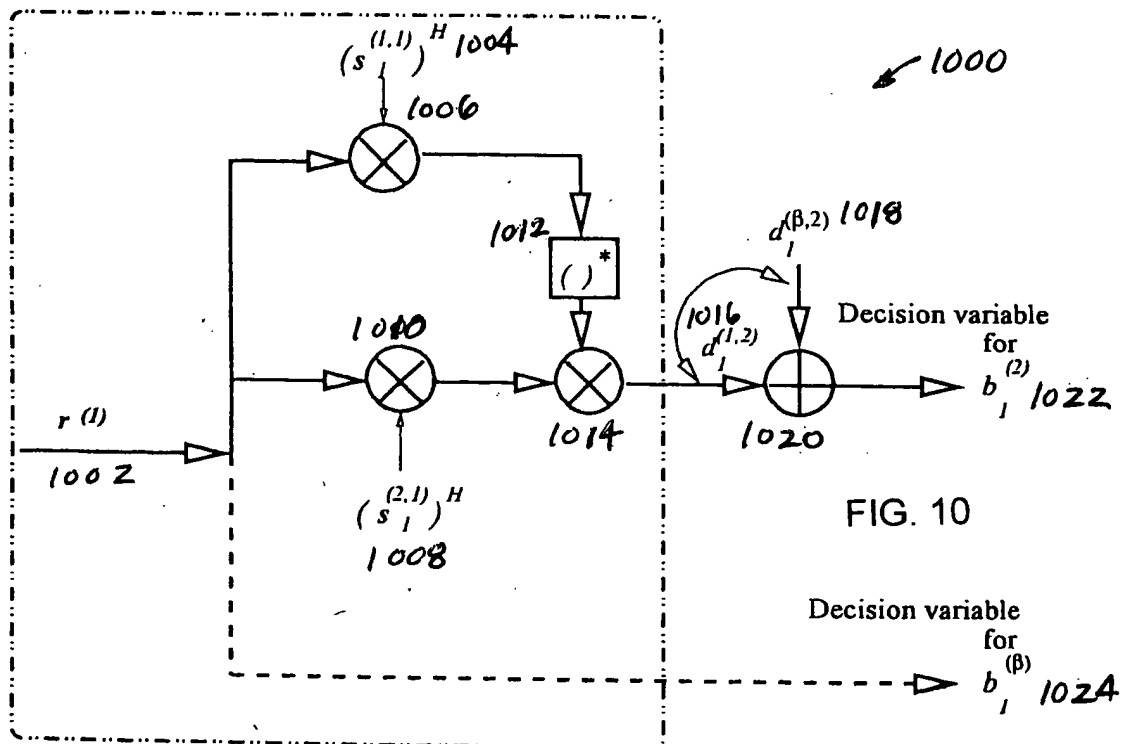 (s_1^(1,1))^H 1004
1000
1006
1012
( )*
d_1^(β,2) 1018
1016
d_1^(1,2)
Decision variable
for
b_1^(2) 1022
1010
1014
1020
r^(1)
1002
(s_1^(2,1))^H
1008
FIG. 10
Decision variable
for
b_1^(β) 1024